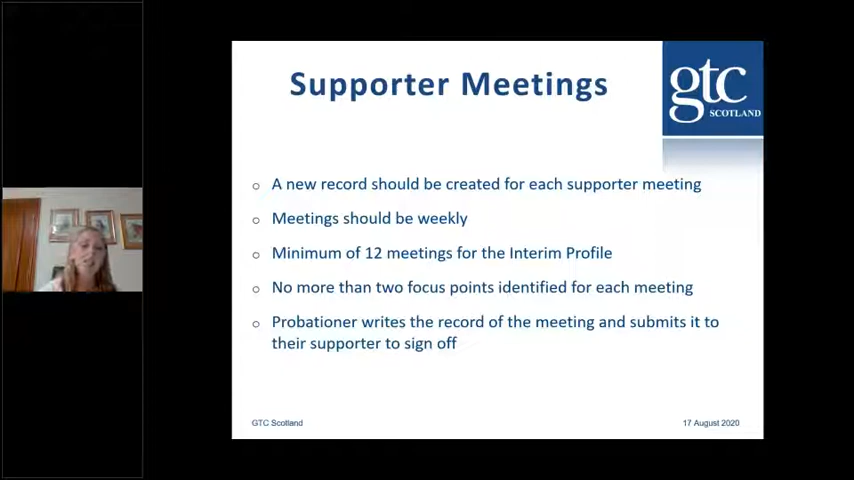 Supporter Meetings
gtc
SCOTLAND
A new record should be created for each supporter meeting
Meetings should be weekly
Minimum of 12 meetings for the Interim Profile
No more than two focus points identified for each meeting
Probationer writes the record of the meeting and submits it to
their supporter to sign off
GTC Scotland
17 August 2020